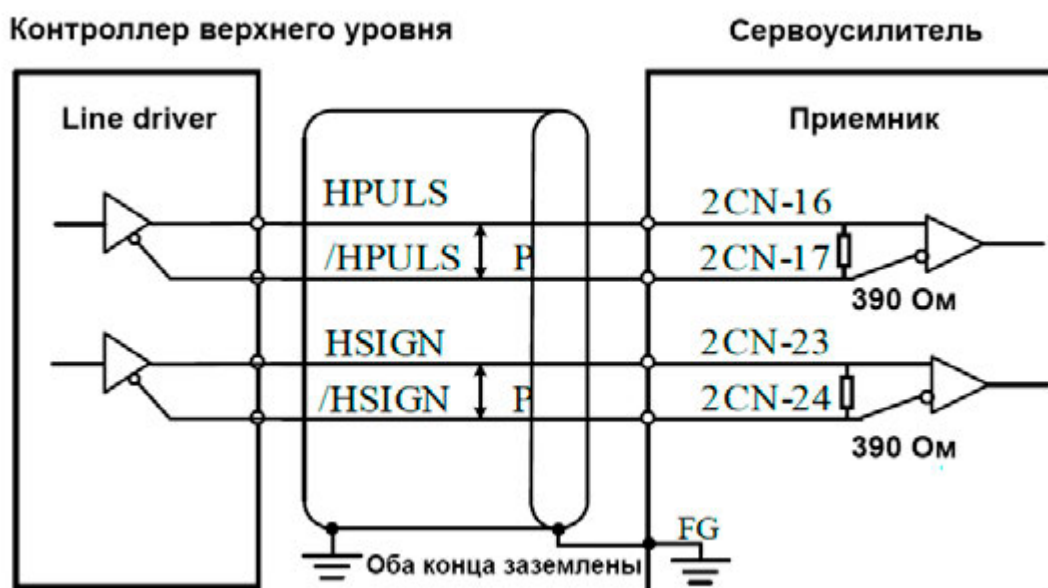 Контроллер верхнего уровня
Сервоусилитель
Line driver
Приемник
HPULS
2CN-16
/HPULS
P
2CN-17
390 Ом
HSIGN
2CN-23
/HSIGN
P
2CN-24
390 Ом
FG
Оба конца заземлены